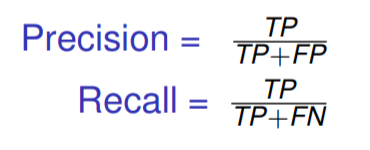 Precision = TP / TP+FP
Recall = TP / TP+FN